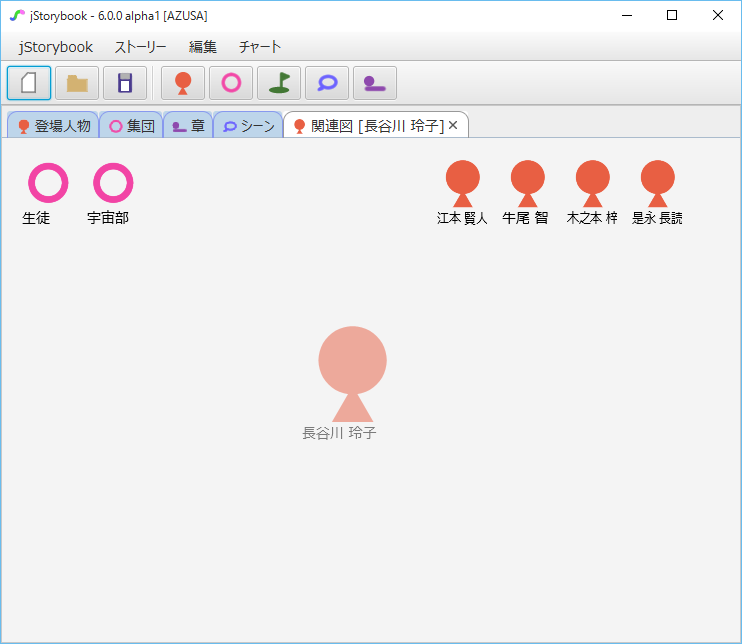 jStorybook - 6.0.0 alpha1 [AZUSA]
jStorybook ストーリー 編集 チャート
登場人物 集団 章 シーン 関連図 [長谷川 玲子]
生徒 宇宙部 江本 賢人 牛尾 智 木之本 梓 是永 長読
長谷川 玲子